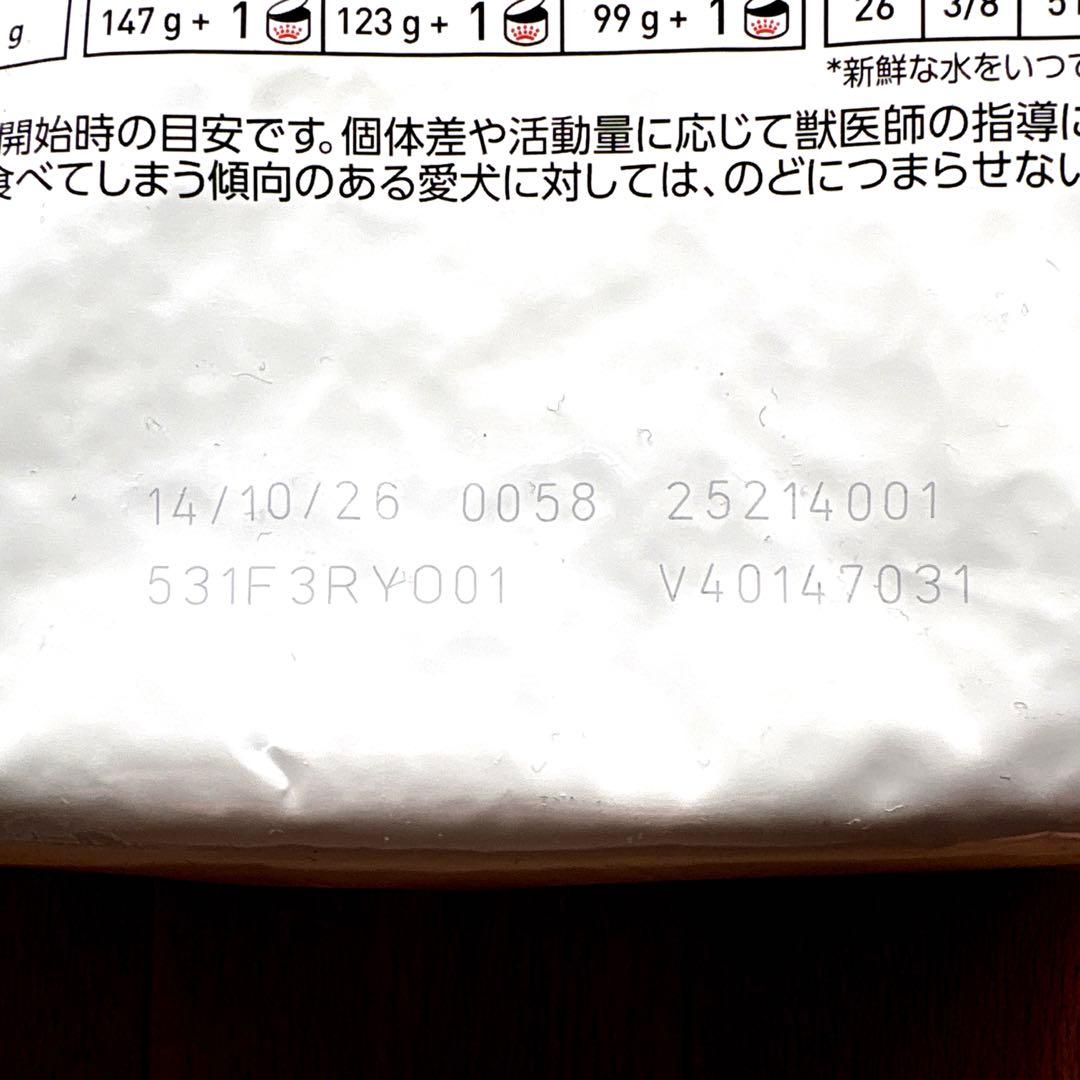 g 147 g + 1 123 g + 1 99 g + 1 26 3/8
*新鮮な水をいつ
開始時の目安です。個体差や活動量に応じて獣医師の指導に
食べてしまう傾向のある愛犬に対しては、のどにつまらせない
14/10/26 0058 25214001
531F3RY001 V40147031